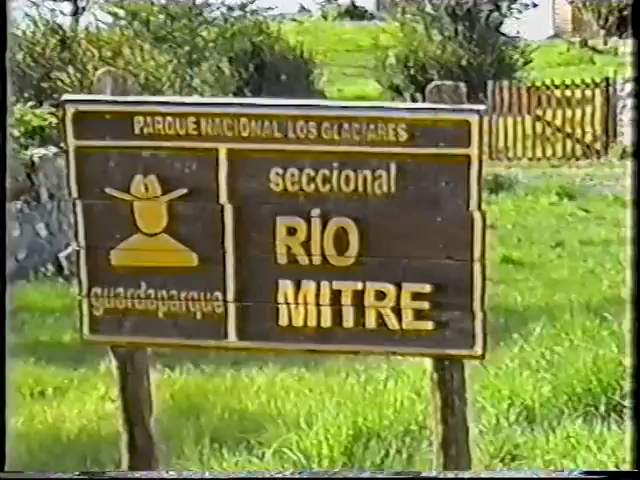 PARQUE NACIONAL LOS GLACIARES
guardaparque
seccional
RÍO
MITRE